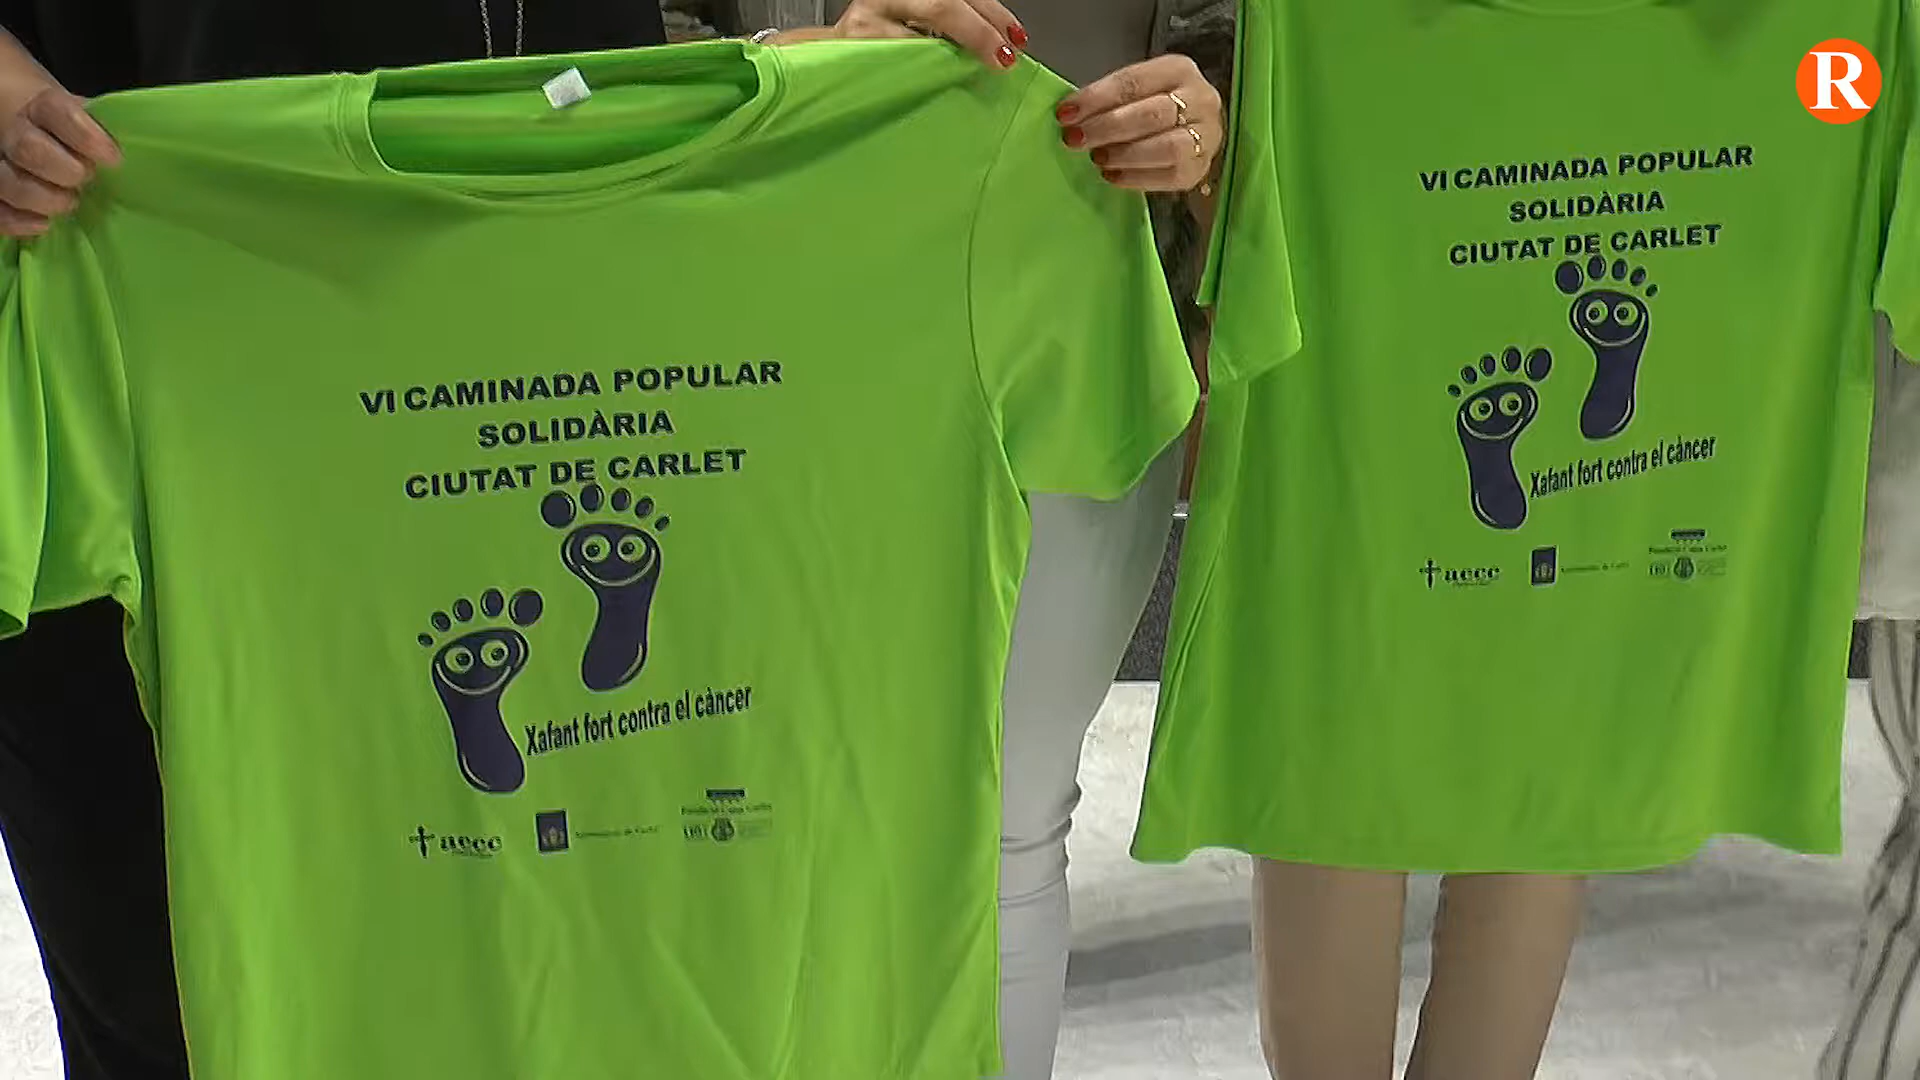 R
VI CAMINADA POPULAR
SOLIDÀRIA
CIUTAT DE CARLET
Xafant fort contra el càncer
aecc
VI CAMINADA POPULAR
SOLIDÀRIA
CIUTAT DE CARLET
Xafant fort contra el càncer
aecc